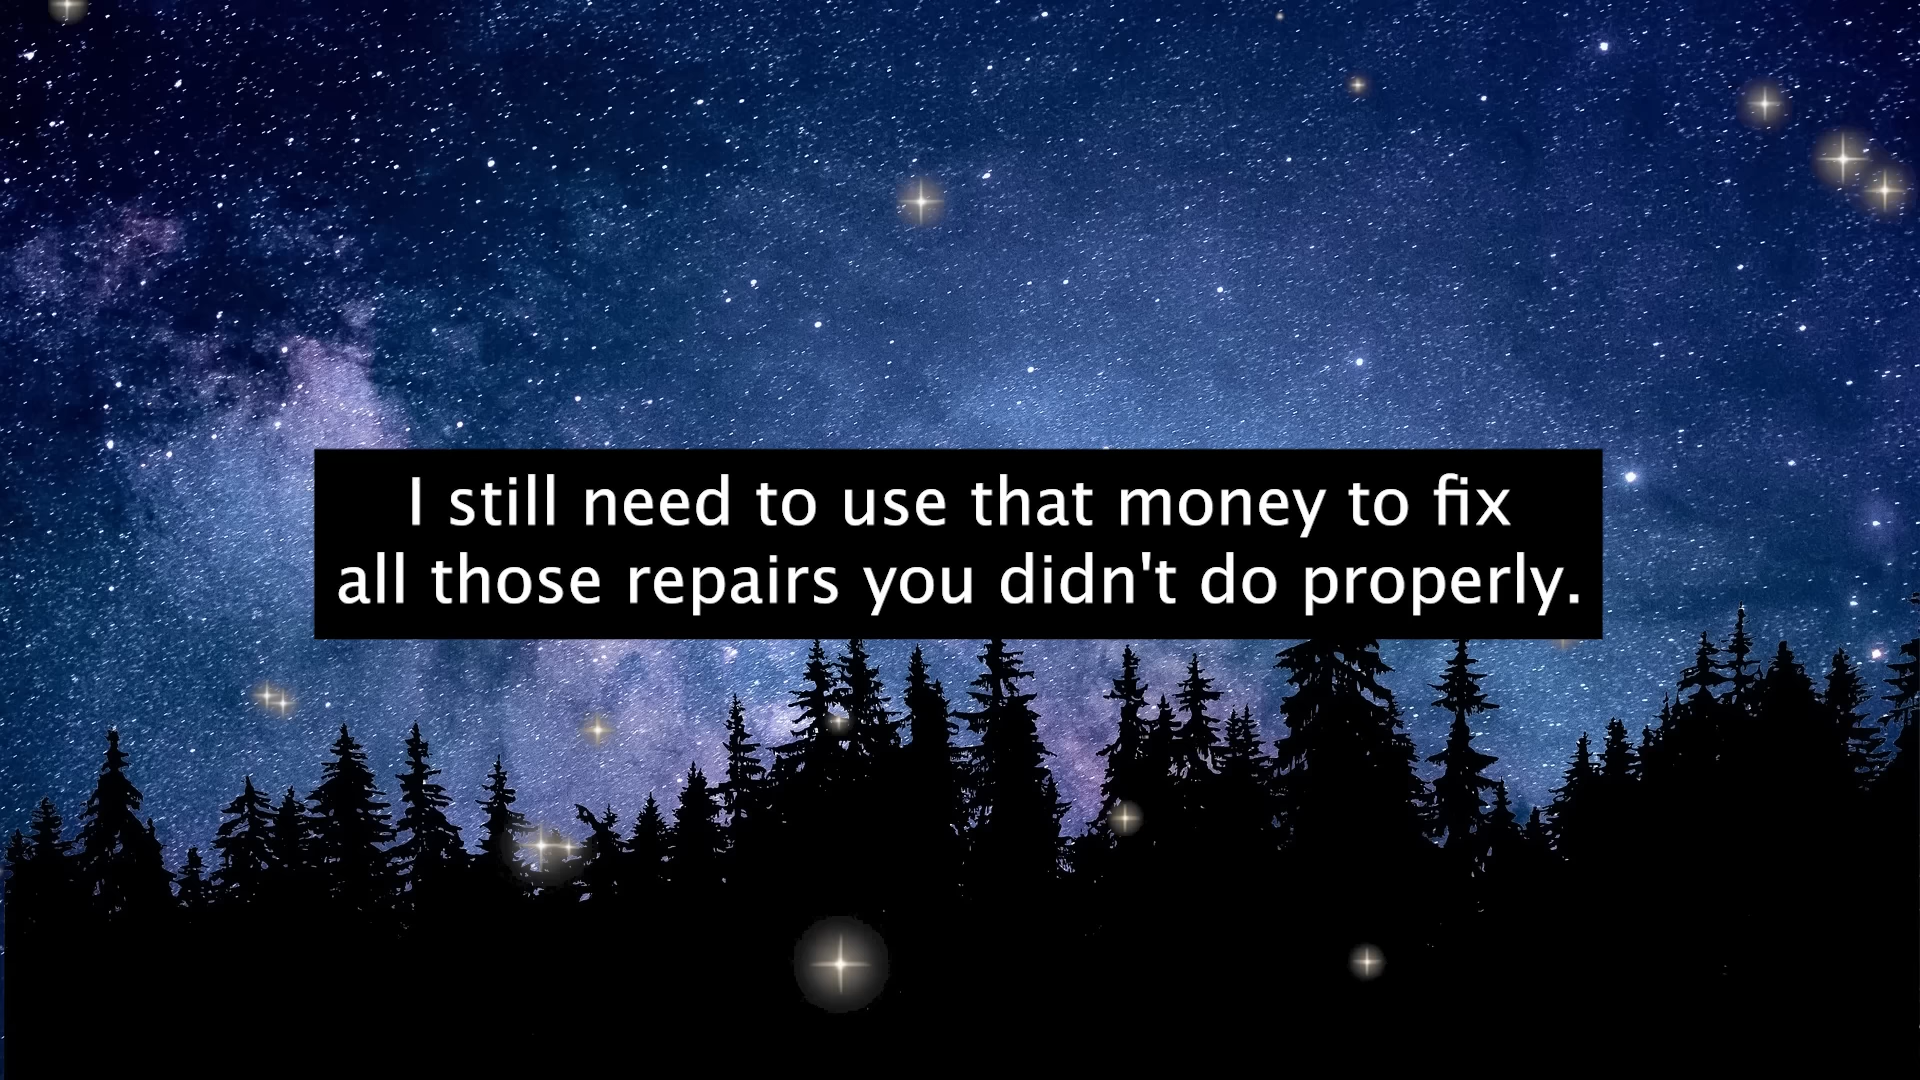 I still need to use that money to fix
all those repairs you didn't do properly.